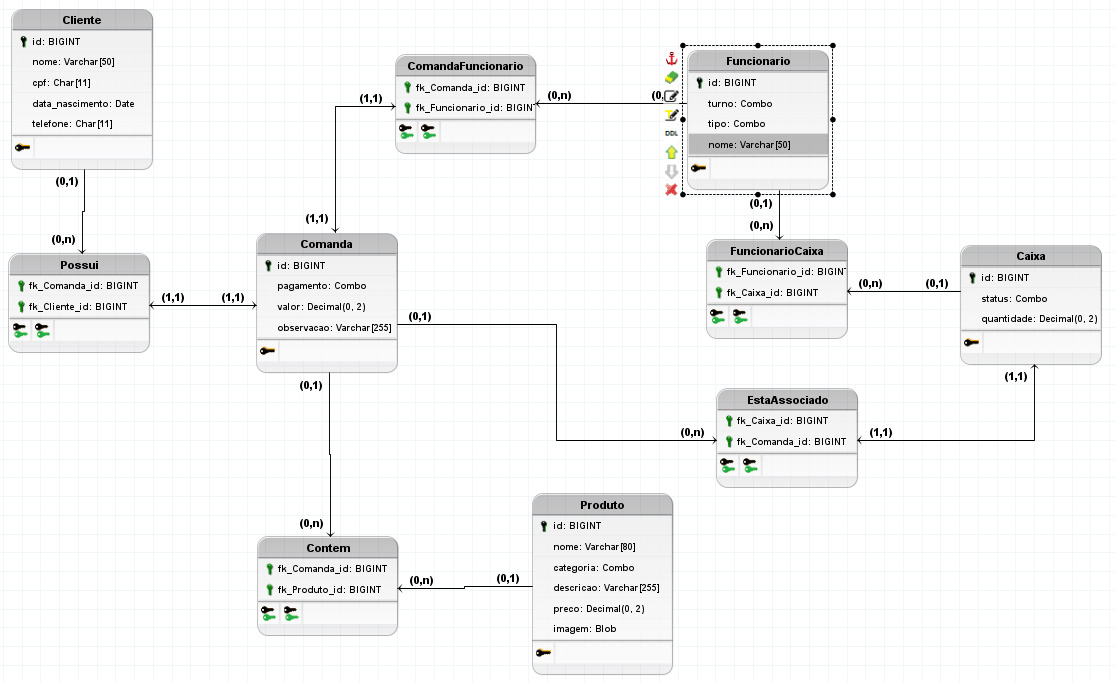 Cliente
id: BIGINT
nome: Varchar[50]
cpf: Char[11]
data_nascimento: Date
telefone: Char[11]
(0,1)
(0,n)
Possui
fk_Comanda_id: BIGINT
fk_Cliente_id: BIGINT
(1,1)
(1,1)
ComandaFuncionario
fk_Comanda_id: BIGINT
fk_Funcionario_id: BIGIN
(1,1)
(1,1)
(0,n)
(0,
DDL
Funcionario
id: BIGINT
turno: Combo
tipo: Combo
nome: Varchar[50]
(0,1)
(0,n)
Comanda
id: BIGINT
pagamento: Combo
valor: Decimal(0, 2)
observacao: Varchar[255]
(0,1)
(0,n)
(0,1)
(0,n)
FuncionarioCaixa
fk_Funcionario_id: BIGIN
fk_Caixa_id: BIGINT
(0,n)
(0,1)
Caixa
id: BIGINT
status: Combo
quantidade: Decimal(0, 2)
(1,1)
(1,1)
EstaAssociado
fk_Caixa_id: BIGINT
fk_Comanda_id: BIGINT
Contem
fk_Comanda_id: BIGINT
fk_Produto_id: BIGINT
(0,n)
(0,1)
Produto
id: BIGINT
nome: Varchar[80]
categoria: Combo
descricao: Varchar[255]
preco: Decimal(0, 2)
imagem: Blob